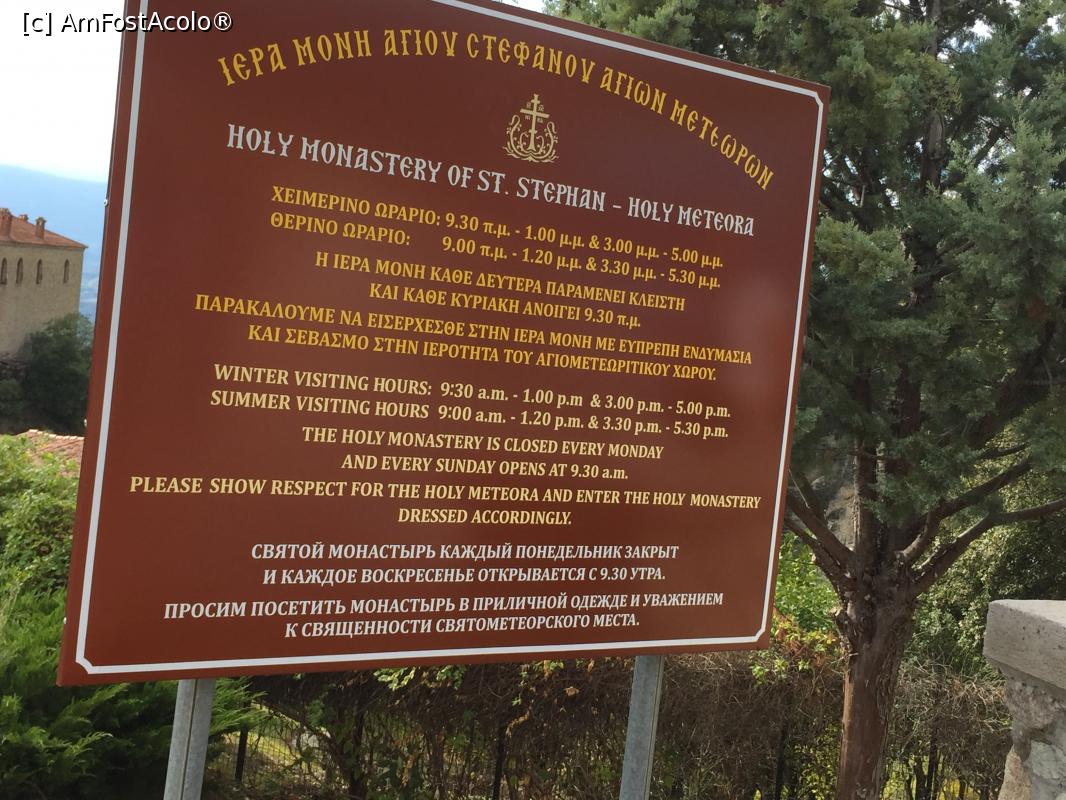 [c] AmFostAcolo®
ΙΕΡΑ ΜΟΝΗ ΑΓΙΟΥ ΣΤΕΦΑΝΟΥ ΑΓΙΩΝ ΜΕΤΕΩΡΩΝ
HOLY MONASTERY OF ST. STEPHAN - HOLY METEORA
ΧΕΙΜΕΡΙΝΟ ΩΡΑΡΙΟ: 9.30 π.μ. - 1.00 μ.μ. & 3.00 μ.μ. - 5.00 μ.μ.
ΘΕΡΙΝΟ ΩΡΑΡΙΟ: 9.00 π.μ. - 1.20 μ.μ. & 3.30 μ.μ. - 5.30 μ.μ.
Η ΙΕΡΑ ΜΟΝΗ ΚΑΘΕ ΔΕΥΤΕΡΑ ΠΑΡΑΜΕΝΕΙ ΚΛΕΙΣΤΗ
ΚΑΙ ΚΑΘΕ ΚΥΡΙΑΚΗ ΑΝΟΙΓΕΙ 9.30 π.μ.
ΠΑΡΑΚΑΛΟΥΜΕ ΝΑ ΕΙΣΕΡΧΕΣΘΕ ΣΤΗΝ ΙΕΡΑ ΜΟΝΗ ΜΕ ΕΥΠΡΕΠΗ ΕΝΔΥΜΑΣΙΑ
ΚΑΙ ΣΕΒΑΣΜΟ ΣΤΗΝ ΙΕΡΟΤΗΤΑ ΤΟΥ ΑΓΙΟΜΕΤΕΩΡΙΤΙΚΟΥ ΧΩΡΟΥ.
WINTER VISITING HOURS: 9:30 a.m. - 1.00 p.m & 3.00 p.m. - 5.00 p.m.
SUMMER VISITING HOURS 9:00 a.m. - 1.20 p.m. & 3.30 p.m. - 5.30 p.m.
THE HOLY MONASTERY IS CLOSED EVERY MONDAY
AND EVERY SUNDAY OPENS AT 9.30 a.m.
PLEASE SHOW RESPECT FOR THE HOLY METEORA AND ENTER THE HOLY MONASTERY
DRESSED ACCORDINGLY.
СВЯТОЙ МОНАСТЫРЬ КАЖДЫЙ ПОНЕДЕЛЬНИК ЗАКРЫТ
И КАЖДОЕ ВОСКРЕСЕНЬЕ ОТКРЫВАЕТСЯ С 9.30 УТРА.
ПРОСИМ ПОСЕТИТЬ МОНАСТЫРЬ В ПРИЛИЧНОЙ ОДЕЖДЕ И УВАЖЕНИЕМ
К СВЯЩЕННОСТИ СВЯТОМЕТЕОРСКОГО МЕСТА.